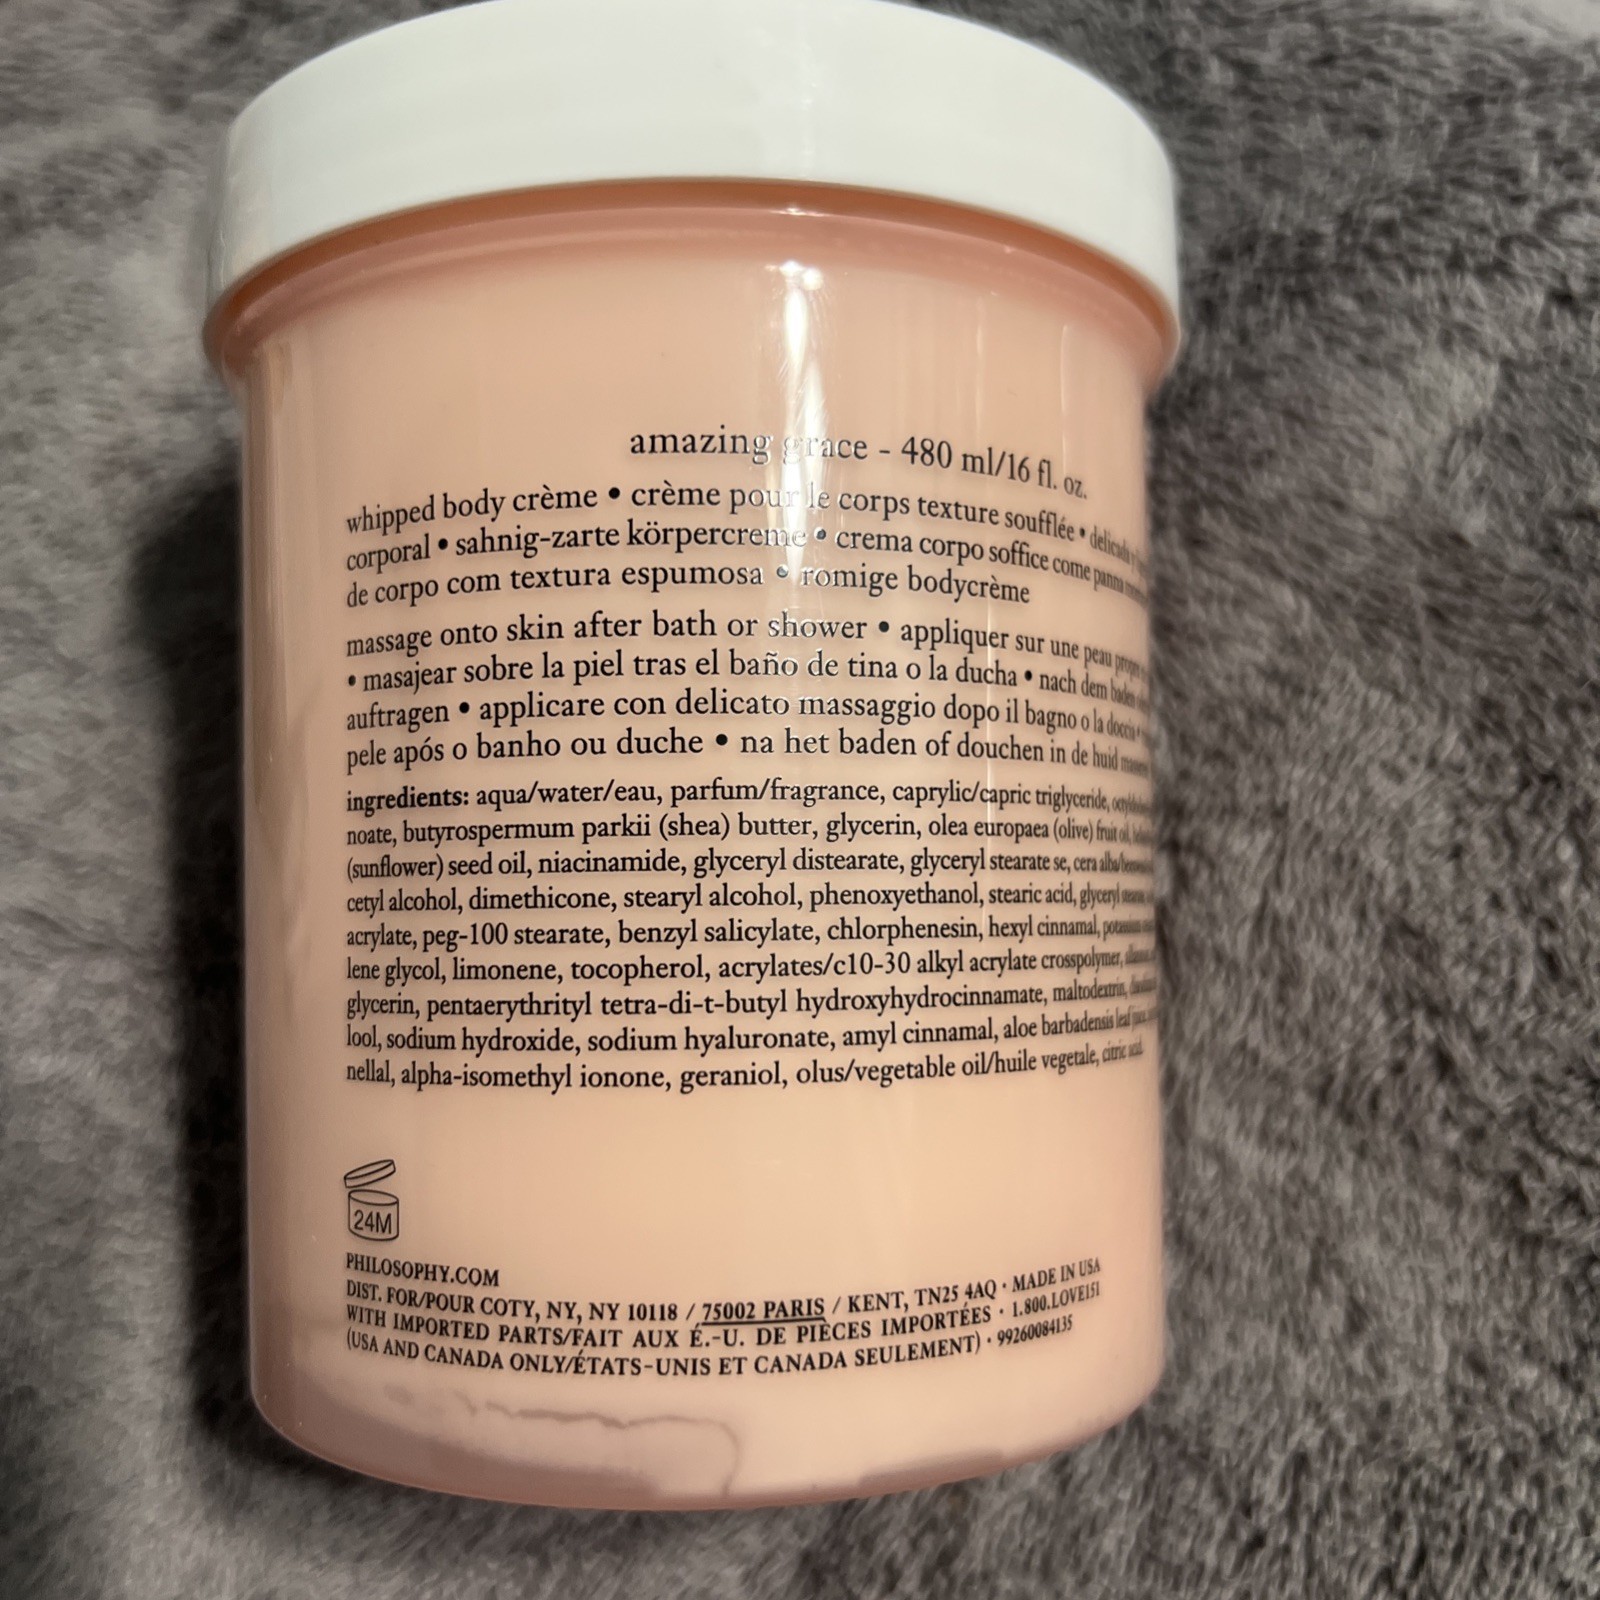 amazing grace - 480 ml/16 fl. oz.
whipped body crème • crème pour le corps texture soufflée •
corporal • sahnig-zarte körpercreme • crema corpo soffice come panna
de corpo com textura espumosa • romige bodycrème
massage onto skin after bath or shower • appliquer sur une peau
• masajear sobre la piel tras el baño de tina o la ducha • nach dem baden
auftragen • applicare con delicato massaggio dopo il bagno o la doccia •
pele após o banho ou duche • na het baden of douchen in de huid
ingredients: aqua/water/eau, parfum/fragrance, caprylic/capric triglyceride,
noate, butyrospermum parkii (shea) butter, glycerin, olea europaea (olive) fruit oil,
(sunflower) seed oil, niacinamide, glyceryl distearate, glyceryl stearate se, cera
cetyl alcohol, dimethicone, stearyl alcohol, phenoxyethanol, stearic acid, glyceryl
acrylate, peg-100 stearate, benzyl salicylate, chlorphenesin, hexyl cinnamal,
lene glycol, limonene, tocopherol, acrylates/c10-30 alkyl acrylate crosspolymer,
glycerin, pentaerythrityl tetra-di-t-butyl hydroxyhydrocinnamate, maltodextrin,
lool, sodium hydroxide, sodium hyaluronate, amyl cinnamal, aloe barbadensis leaf
nellal, alpha-isomethyl ionone, geraniol, olus/vegetable oil/huile vegetale, citric acid
24M
PHILOSOPHY.COM
DIST. FOR/POUR COTY, NY, NY 10118 / 75002 PARIS / KENT, TN25 4AQ · MADE IN USA
WITH IMPORTED PARTS/FAIT AUX É.-U. DE PIÈCES IMPORTÉES · 1.800.LOVE151
(USA AND CANADA ONLY/ÉTATS-UNIS ET CANADA SEULEMENT) · 99260084135